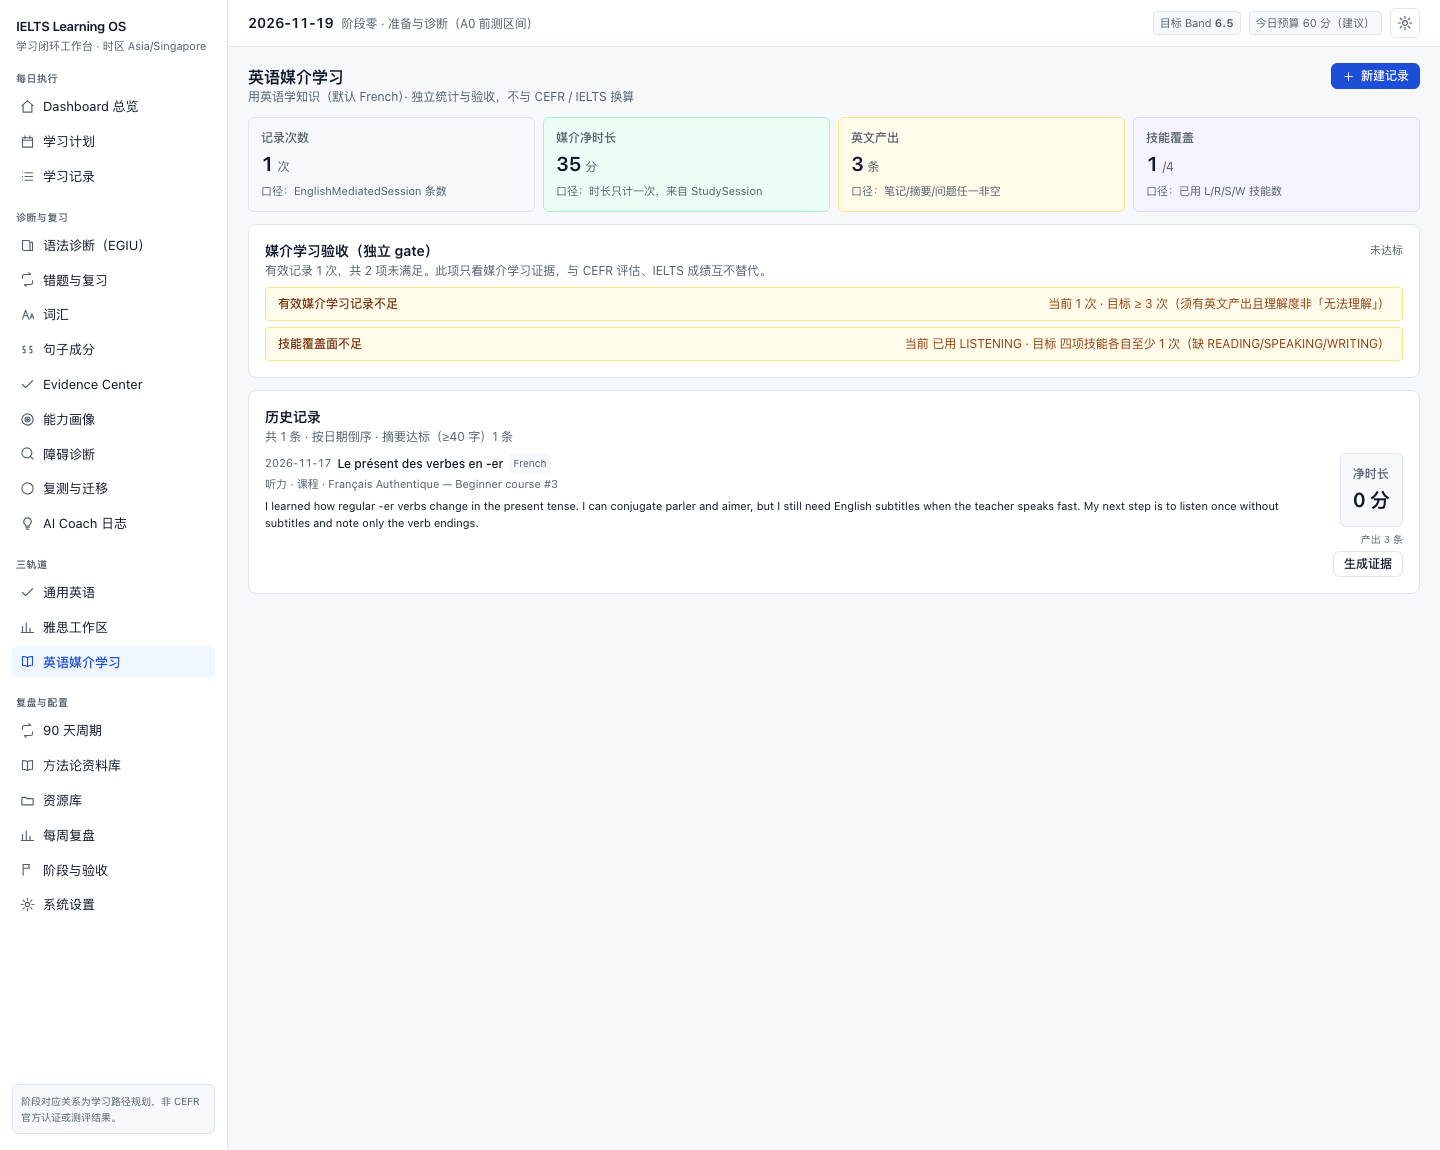 IELTS Learning OS
学习闭环工作台 · 时区 Asia/Singapore
每日执行
Dashboard 总览
学习计划
学习记录
诊断与复习
语法诊断（EGIU）
错题与复习
词汇
句子成分
Evidence Center
能力画像
障碍诊断
复测与迁移
AI Coach 日志
三轨道
通用英语
雅思工作区
英语媒介学习
复盘与配置
90 天周期
方法论资料库
资源库
每周复盘
阶段与验收
系统设置
阶段对应关系为学习路径规划，非 CEFR
官方认证或测评结果。
2026-11-19 阶段零 · 准备与诊断（A0 前测区间）
目标 Band 6.5
今日预算 60 分（建议）
英语媒介学习
用英语学知识（默认 French）· 独立统计与验收，不与 CEFR / IELTS 换算
新建记录
记录次数
1 次
口径：EnglishMediatedSession 条数
媒介净时长
35 分
口径：时长只计一次，来自 StudySession
英文产出
3 条
口径：笔记/摘要/问题任一非空
技能覆盖
1 /4
口径：已用 L/R/S/W 技能数
媒介学习验收（独立 gate）
未达标
有效记录 1 次，共 2 项未满足。此项只看媒介学习证据，与 CEFR 评估、IELTS 成绩互不替代。
有效媒介学习记录不足
当前 1 次 · 目标 ≥ 3 次（须有英文产出且理解度非「无法理解」）
技能覆盖面不足
当前 已用 LISTENING · 目标 四项技能各自至少 1 次（缺 READING/SPEAKING/WRITING）
历史记录
共 1 条 · 按日期倒序 · 摘要达标（≥40 字）1 条
2026-11-17 Le présent des verbes en -er French
听力 · 课程 · Français Authentique — Beginner course #3
I learned how regular -er verbs change in the present tense. I can conjugate parler and aimer, but I still need English subtitles when the teacher speaks fast. My next step is to listen once without
subtitles and note only the verb endings.
净时长
0 分
产出 3 条
生成证据